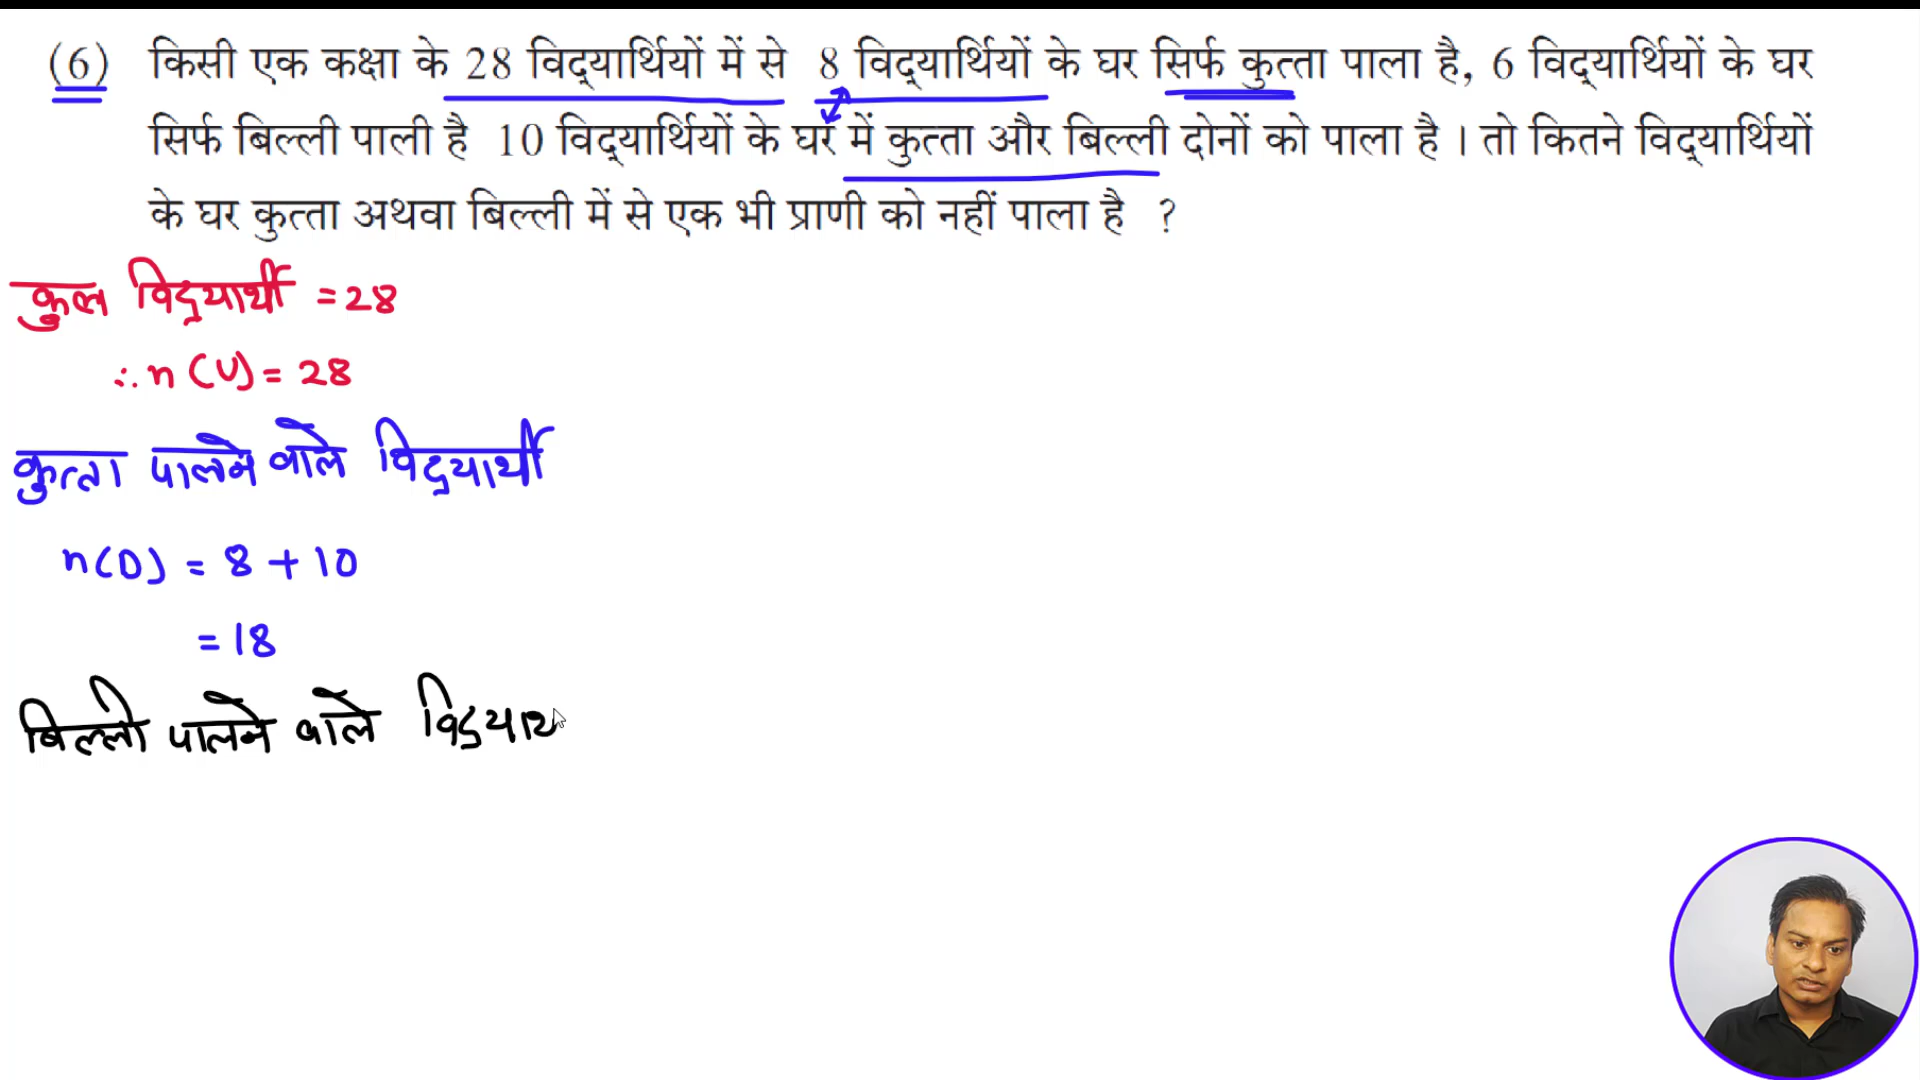 (6) किसी एक कक्षा के 28 विद्‌यार्थियों में से 8 विद्‌यार्थियों के घर सिर्फ कुत्ता पाला है, 6 विद्‌यार्थियों के घर
सिर्फ बिल्ली पाली है 10 विद्‌यार्थियों के घर में कुत्ता और बिल्ली दोनों को पाला है । तो कितने विद्‌यार्थियों
के घर कुत्ता अथवा बिल्ली में से एक भी प्राणी को नहीं पाला है ?
कुल विद्‌यार्थी = 28
∴ n (U) = 28
कुत्ता पालने वाले विद्‌यार्थी
n(D) = 8 + 10
= 18
बिल्ली पालने वाले विद्‌याथ